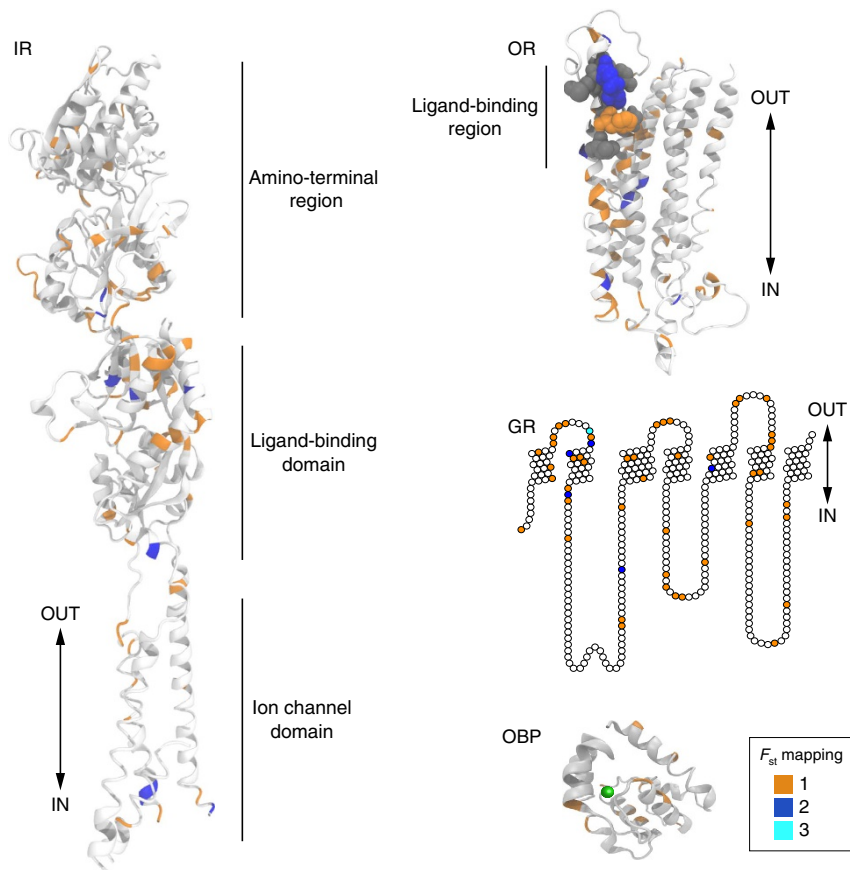 IR
Amino-terminal
region
Ligand-binding
domain
OUT
IN
Ion channel
domain
OR
Ligand-binding
region
OUT
IN
GR
OUT
IN
OBP
Fst mapping
1
2
3